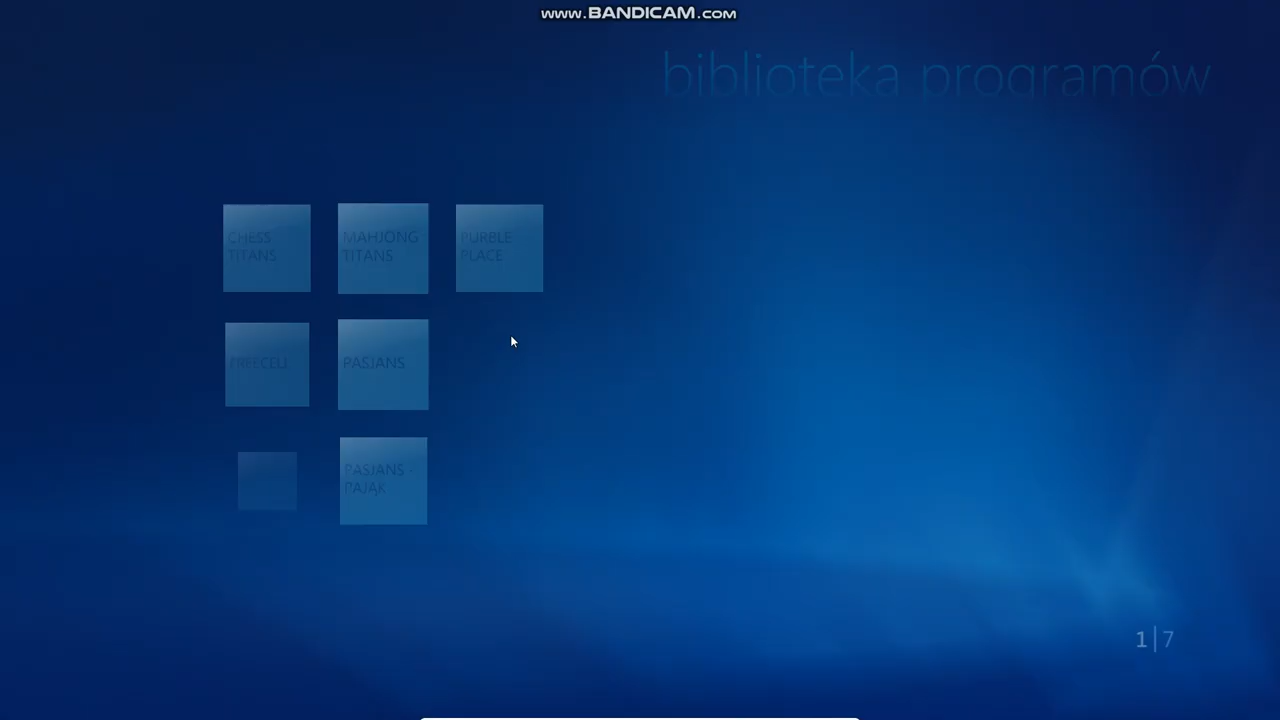 www.BANDICAM.com
biblioteka programów
CHESS
TITANS
MAHJONG
TITANS
PURBLE
PLACE
FREECELL
PASJANS
PASJANS -
PAJĄK
1|7